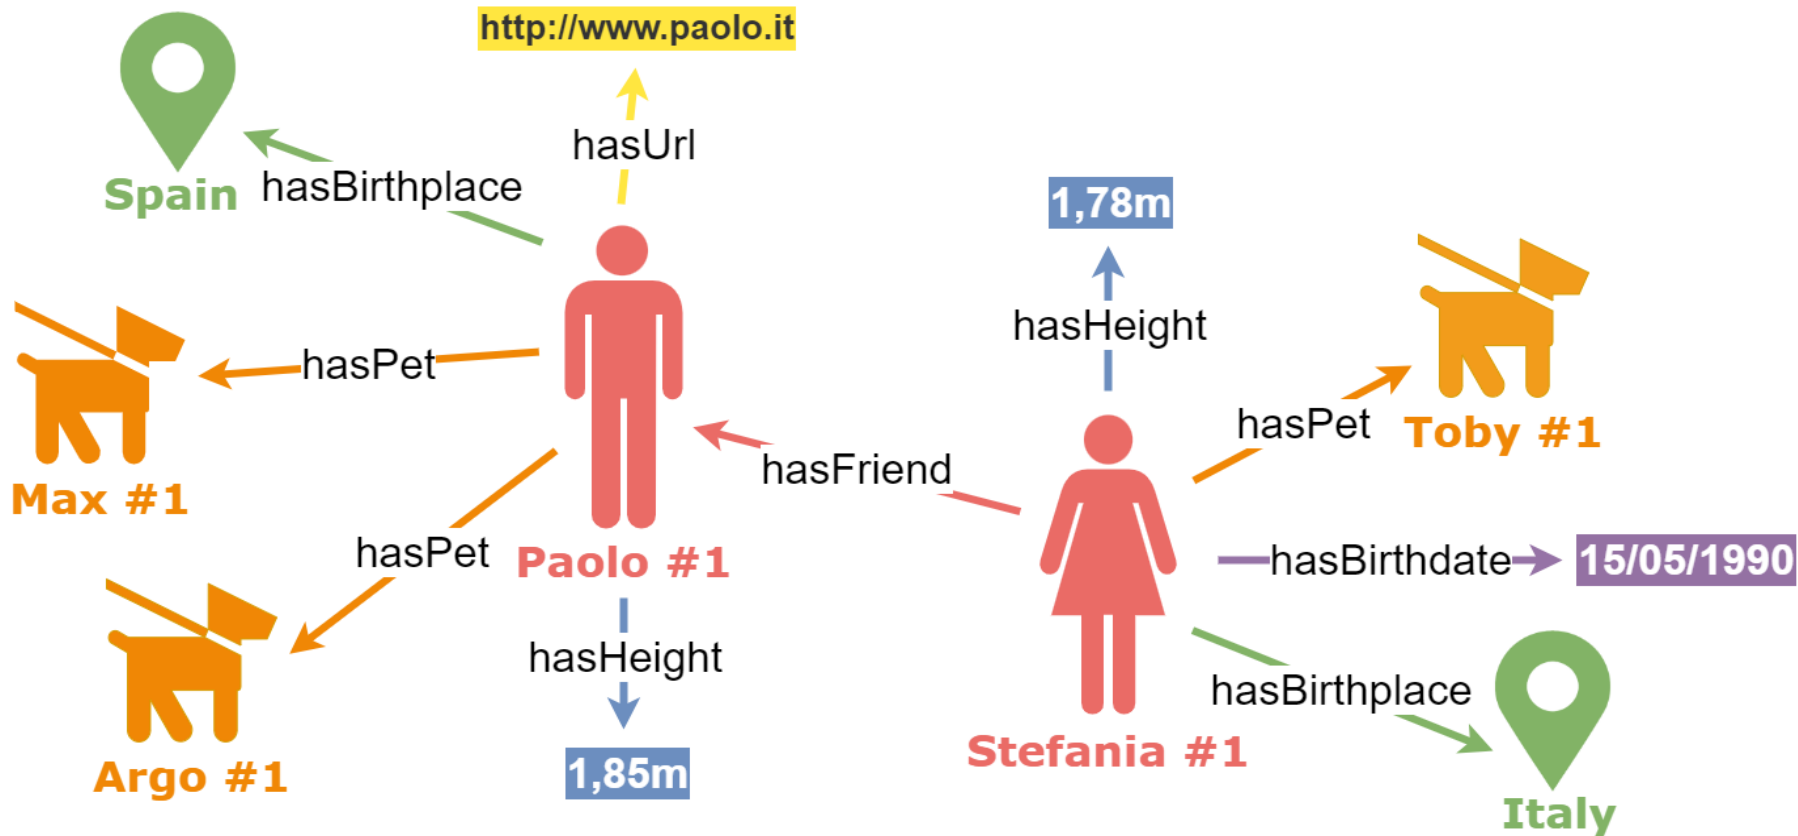 http://www.paolo.it
hasUrl
Spain
hasBirthplace
1,78m
hasHeight
hasPet
Max #1
hasPet
Toby #1
hasFriend
hasPet
Paolo #1
hasBirthdate
15/05/1990
hasHeight
hasBirthplace
Stefania #1
Argo #1
1,85m
Italy